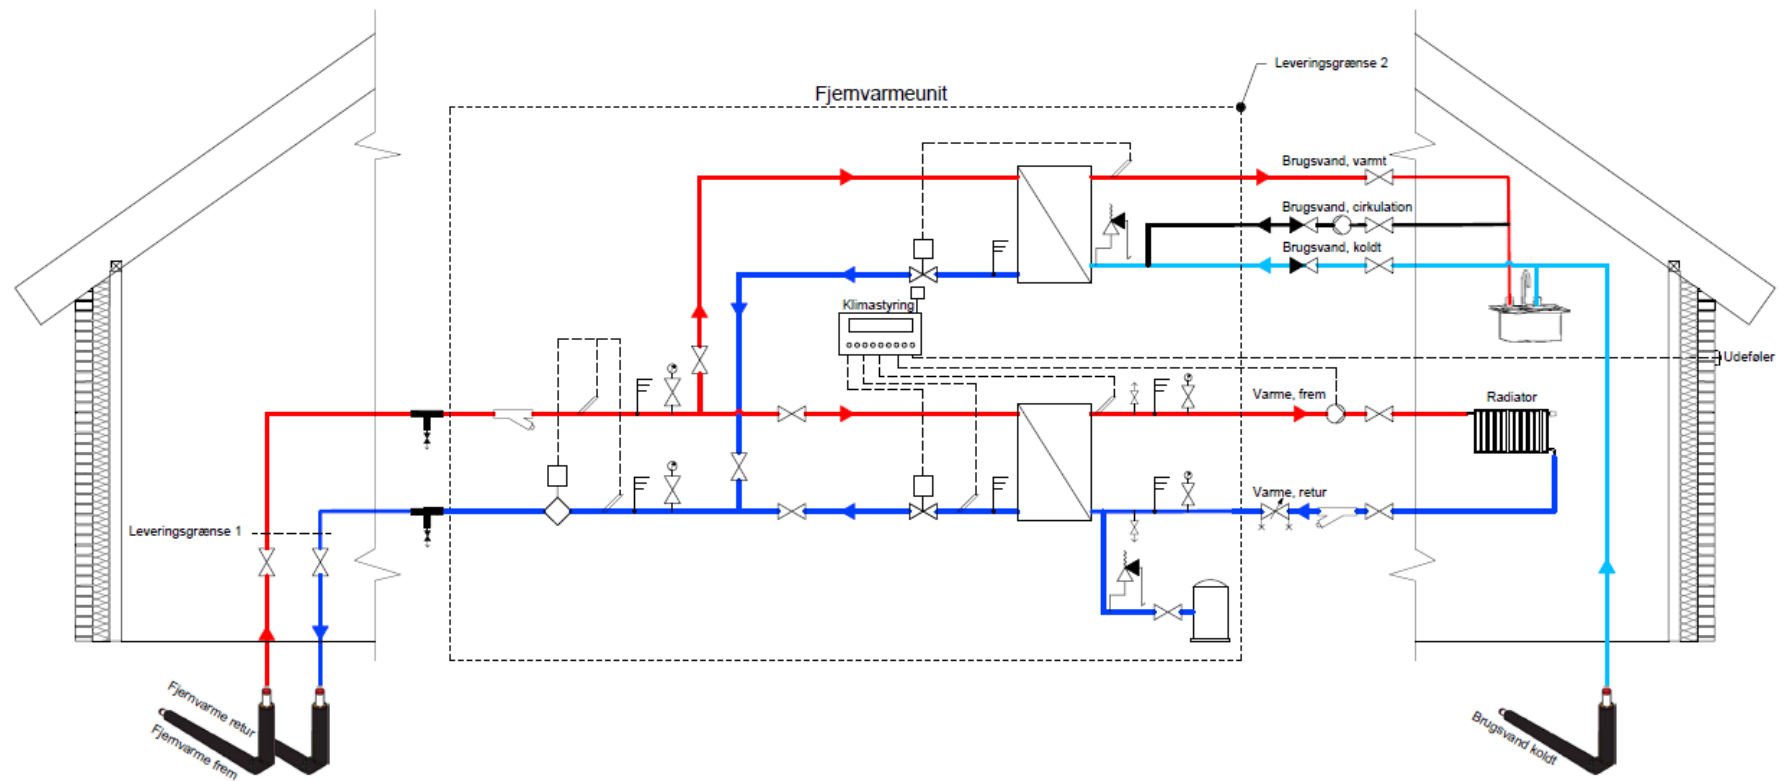 Leveringsgrænse 2
Fjernvarmeunit
Brugsvand, varmt
Brugsvand, cirkulation
Brugsvand, koldt
Klimastyring
Udeføler
Varme, frem
Radiator
Varme, retur
Leveringsgrænse 1
Fjernvarme retur
Fjernvarme frem
Brugsvand koldt